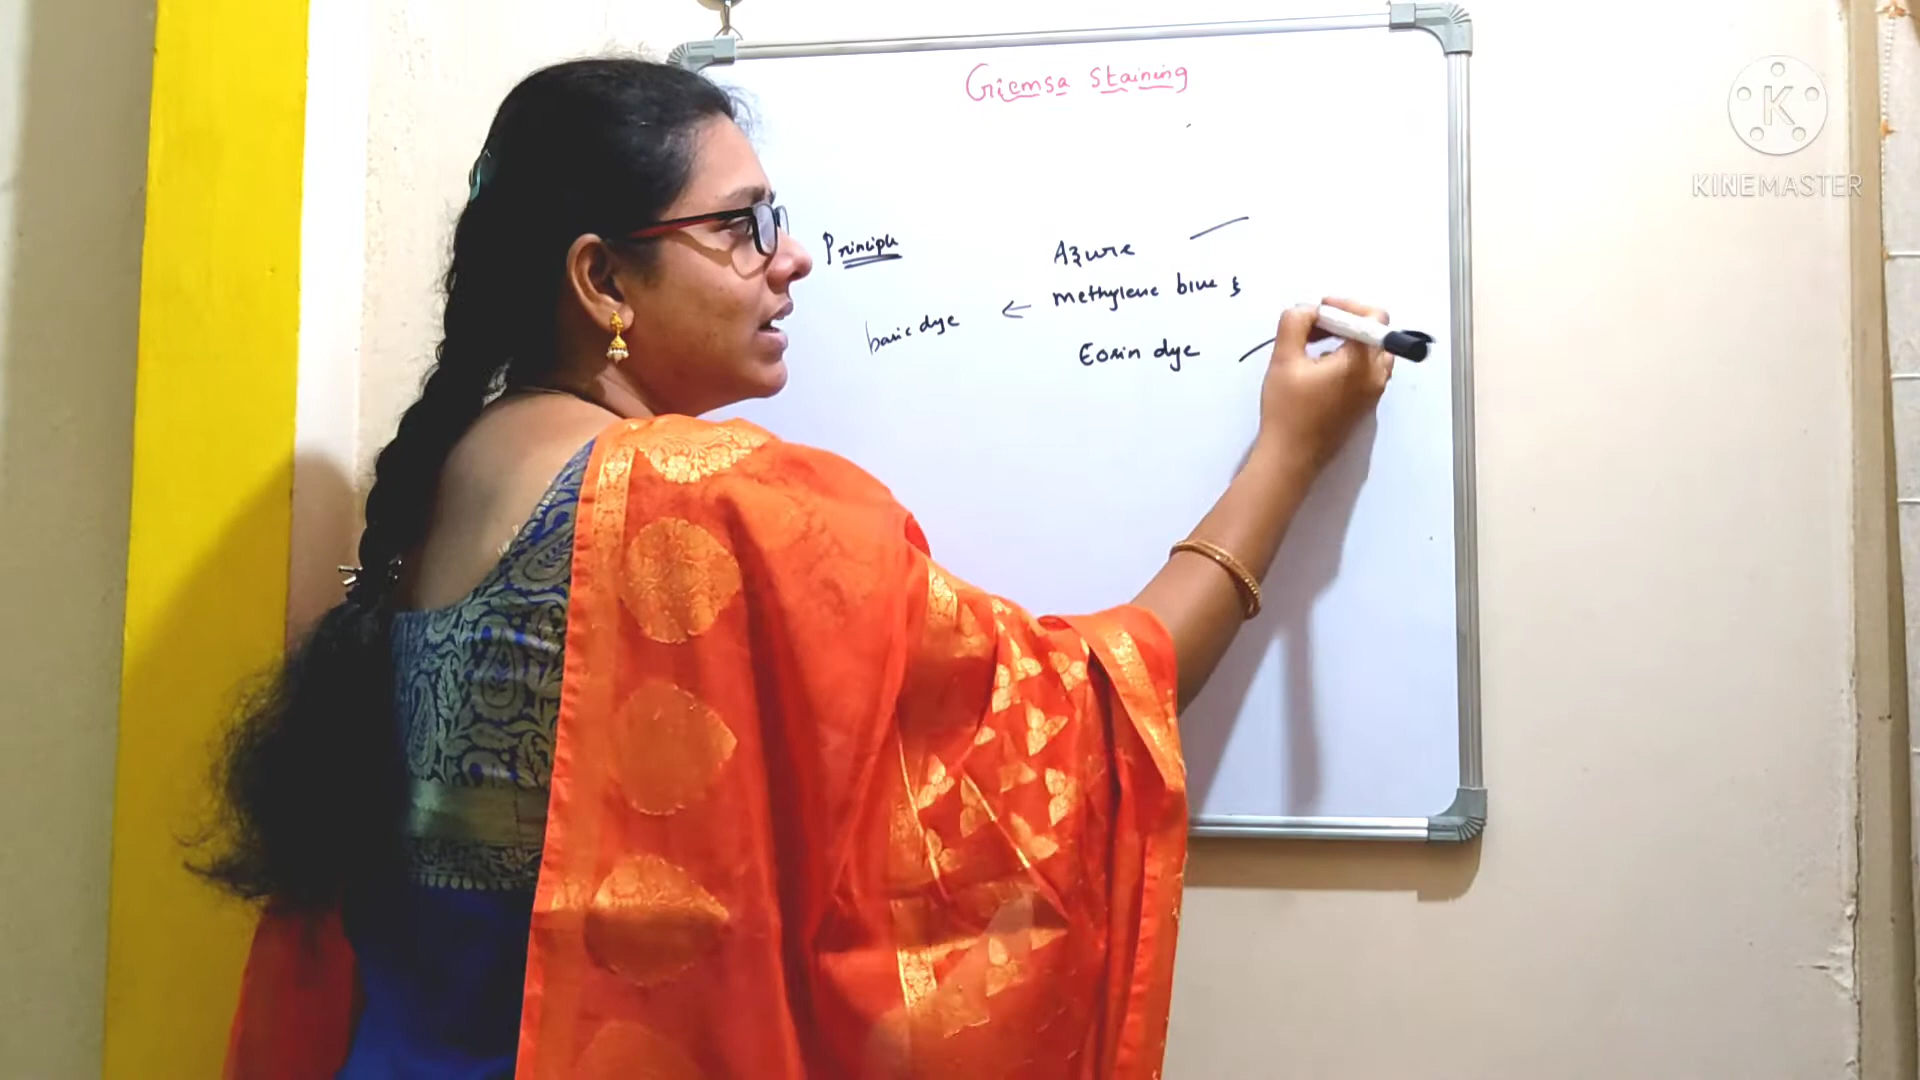 Giemsa Staining
Principle
Azure
methylene blue &
basic dye ←
Eosin dye
K
KINEMASTER